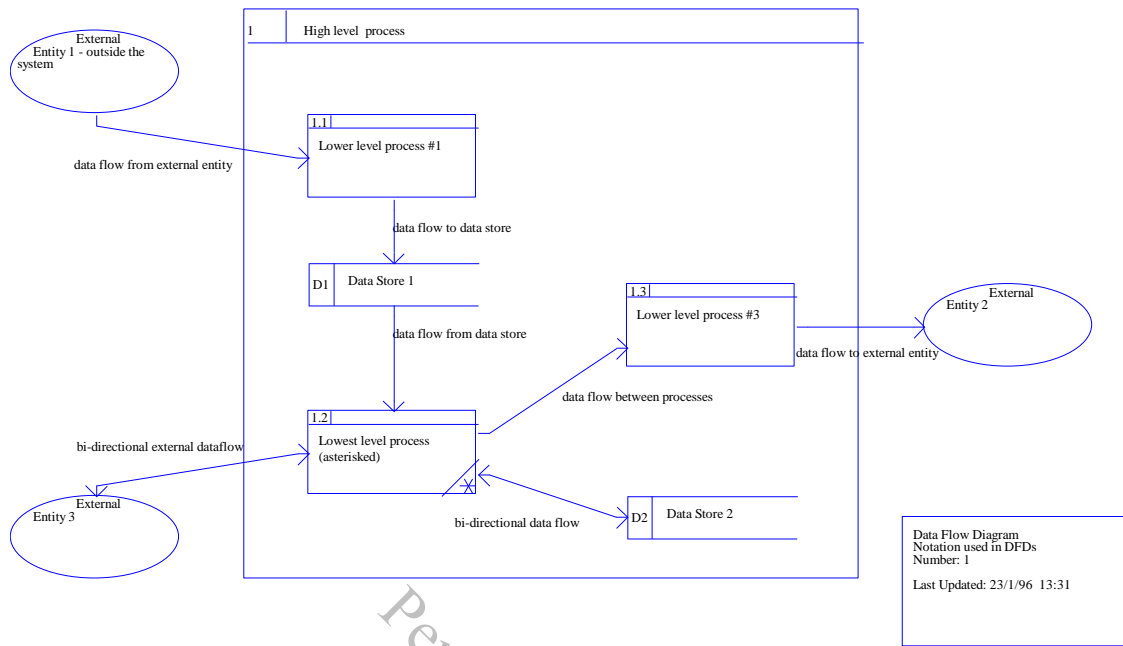 1
High level process
External
Entity 1 - outside the
system
1.1
Lower level process #1
data flow from external entity
data flow to data store
D1
Data Store 1
1.3
Lower level process #3
External
Entity 2
data flow from data store
data flow to external entity
data flow between processes
1.2
Lowest level process
(asterisked)
bi-directional external dataflow
External
Entity 3
bi-directional data flow
D2
Data Store 2
Data Flow Diagram
Notation used in DFDs
Number: 1
Last Updated: 23/1/96 13:31